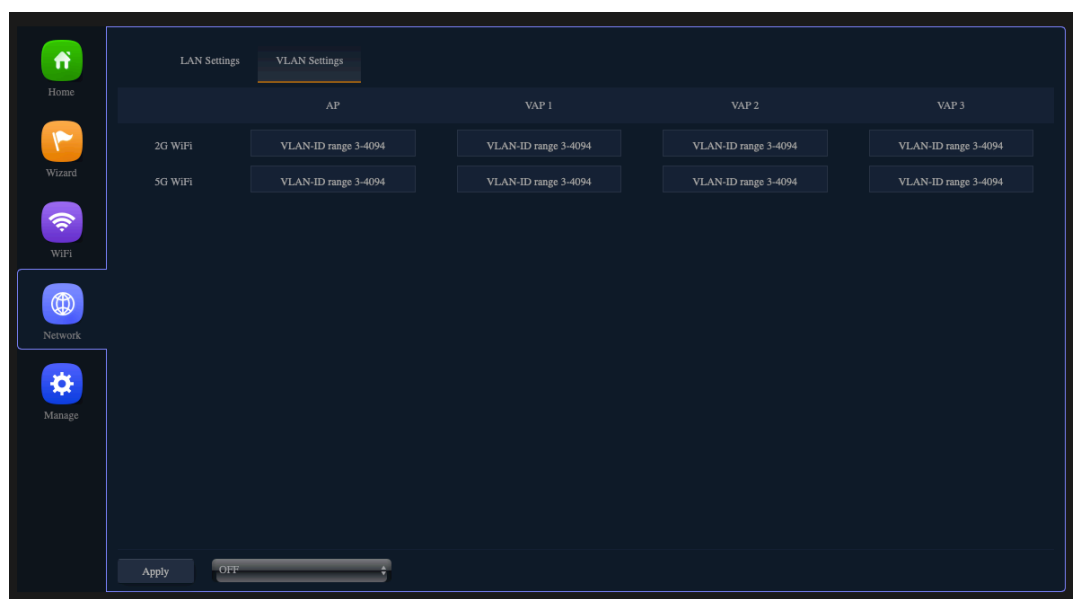 Home
Wizard
WiFi
Network
Manage
LAN Settings VLAN Settings
AP VAP 1 VAP 2 VAP 3
2G WiFi VLAN-ID range 3-4094 VLAN-ID range 3-4094 VLAN-ID range 3-4094 VLAN-ID range 3-4094
5G WiFi VLAN-ID range 3-4094 VLAN-ID range 3-4094 VLAN-ID range 3-4094 VLAN-ID range 3-4094
Apply OFF